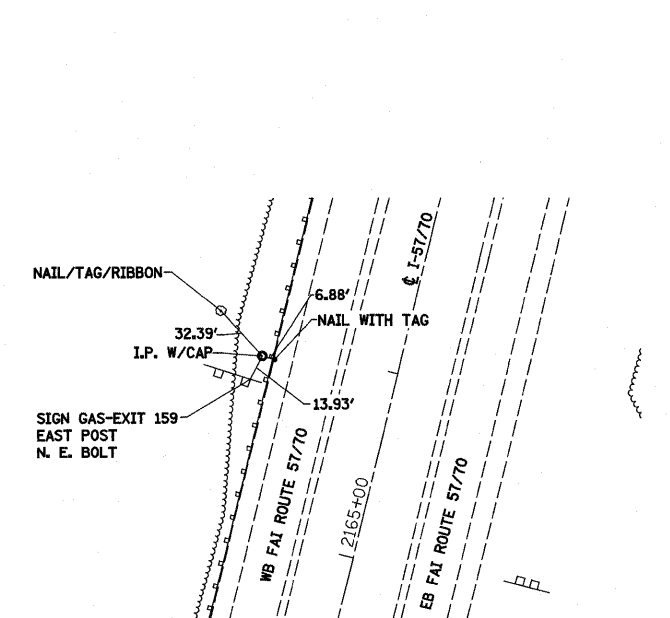 ℄ I-57/70
NAIL/TAG/RIBBON
6.88'
NAIL WITH TAG
32.39'
I.P. W/CAP
13.93'
SIGN GAS-EXIT 159
EAST POST
N. E. BOLT
WB FAI ROUTE 57/70
2165+00
EB FAI ROUTE 57/70